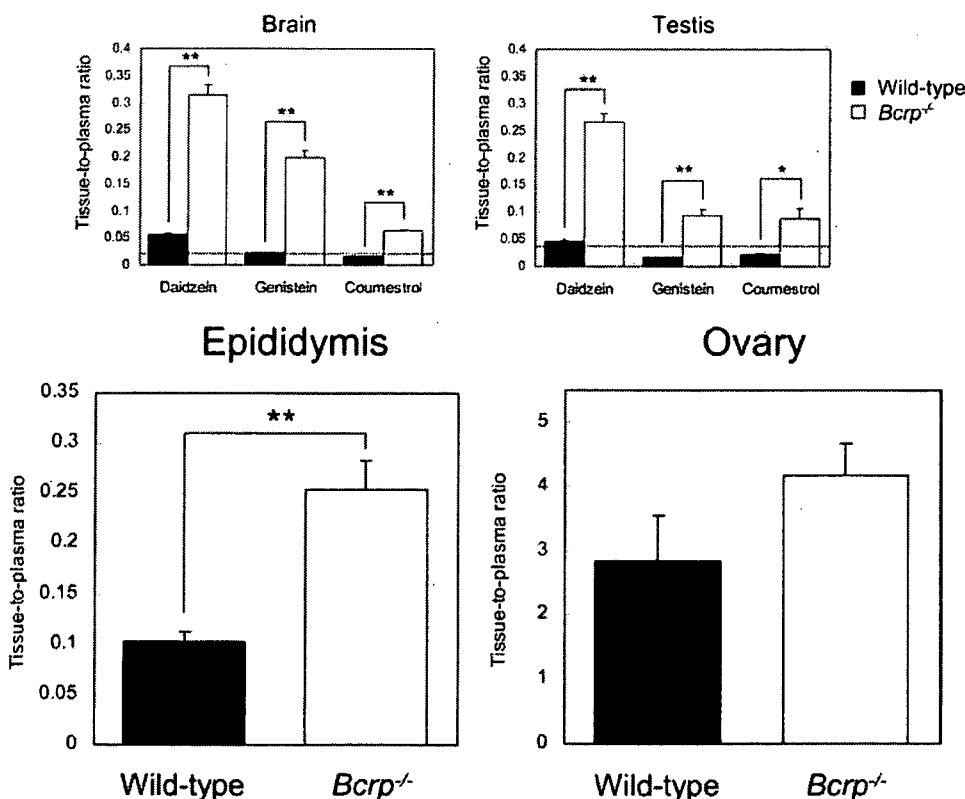 Brain
Tissue-to-plasma ratio
0.4
0.35
0.3
0.25
0.2
0.15
0.1
0.05
0
**
**
**
Daidzein
Genistein
Coumestrol
Testis
Tissue-to-plasma ratio
0.4
0.35
0.3
0.25
0.2
0.15
0.1
0.05
0
**
**
*
Daidzein
Genistein
Coumestrol
Wild-type
Bcrp-/-
Epididymis
Tissue-to-plasma ratio
0.35
0.3
0.25
0.2
0.15
0.1
0.05
0
**
Wild-type
Bcrp-/-
Ovary
Tissue-to-plasma ratio
5
4
3
2
1
0
Wild-type
Bcrp-/-